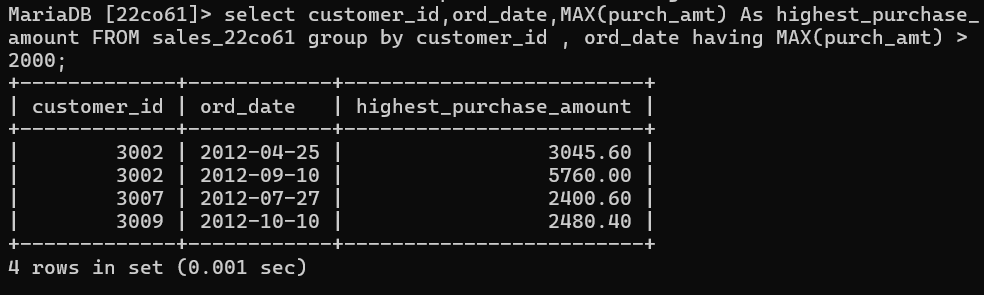 MariaDB [22co61]> select customer_id,ord_date,MAX(purch_amt) As highest_purchase_
amount FROM sales_22co61 group by customer_id , ord_date having MAX(purch_amt) >
2000;
+-------------+------------+-------------------------+
| customer_id | ord_date   | highest_purchase_amount |
+-------------+------------+-------------------------+
|        3002 | 2012-04-25 |                 3045.60 |
|        3002 | 2012-09-10 |                 5760.00 |
|        3007 | 2012-07-27 |                 2400.60 |
|        3009 | 2012-10-10 |                 2480.40 |
+-------------+------------+-------------------------+
4 rows in set (0.001 sec)